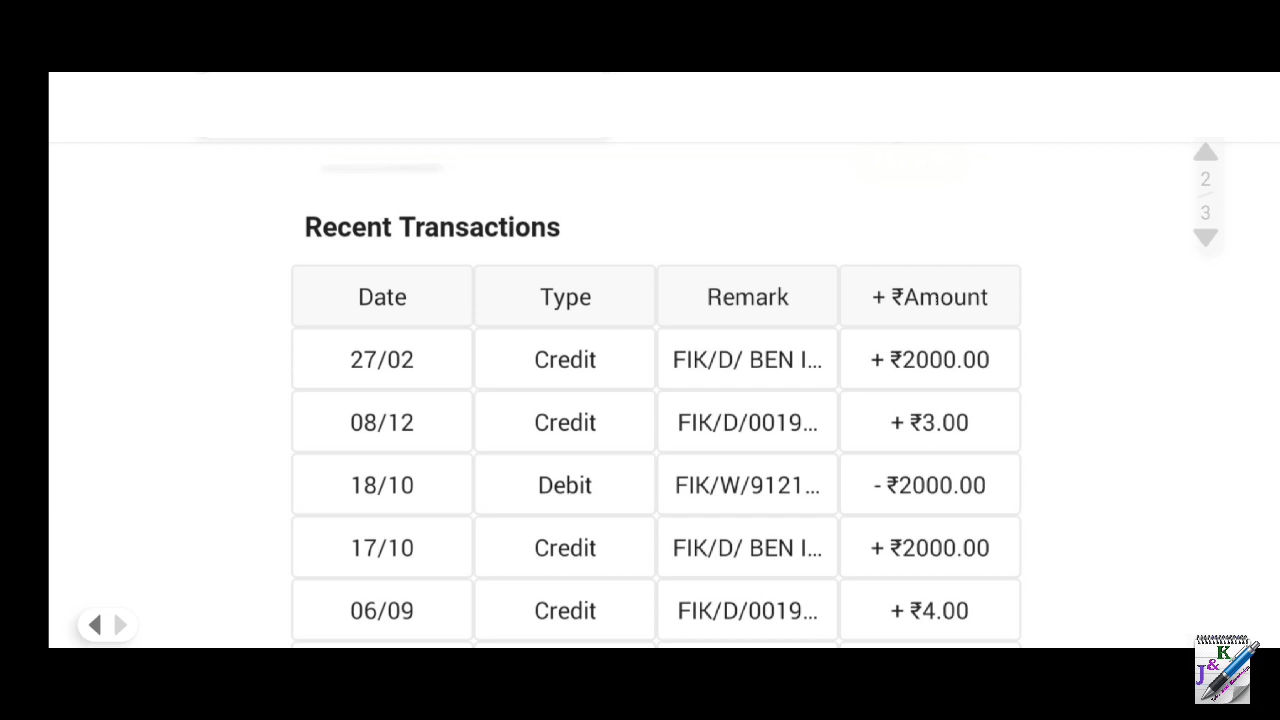 2
3
Recent Transactions
Date Type Remark + ₹Amount
27/02 Credit FIK/D/ BEN I... + ₹2000.00
08/12 Credit FIK/D/0019... + ₹3.00
18/10 Debit FIK/W/9121... - ₹2000.00
17/10 Credit FIK/D/ BEN I... + ₹2000.00
06/09 Credit FIK/D/0019... + ₹4.00
J&K